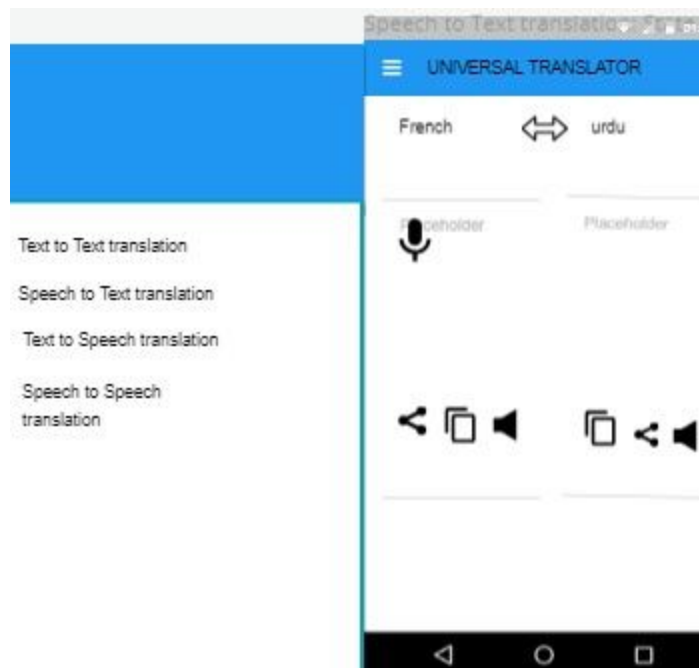 Speech to Text translation:
UNIVERSAL TRANSLATOR
French
urdu
Placeholder
Placeholder
Text to Text translation
Speech to Text translation
Text to Speech translation
Speech to Speech
translation